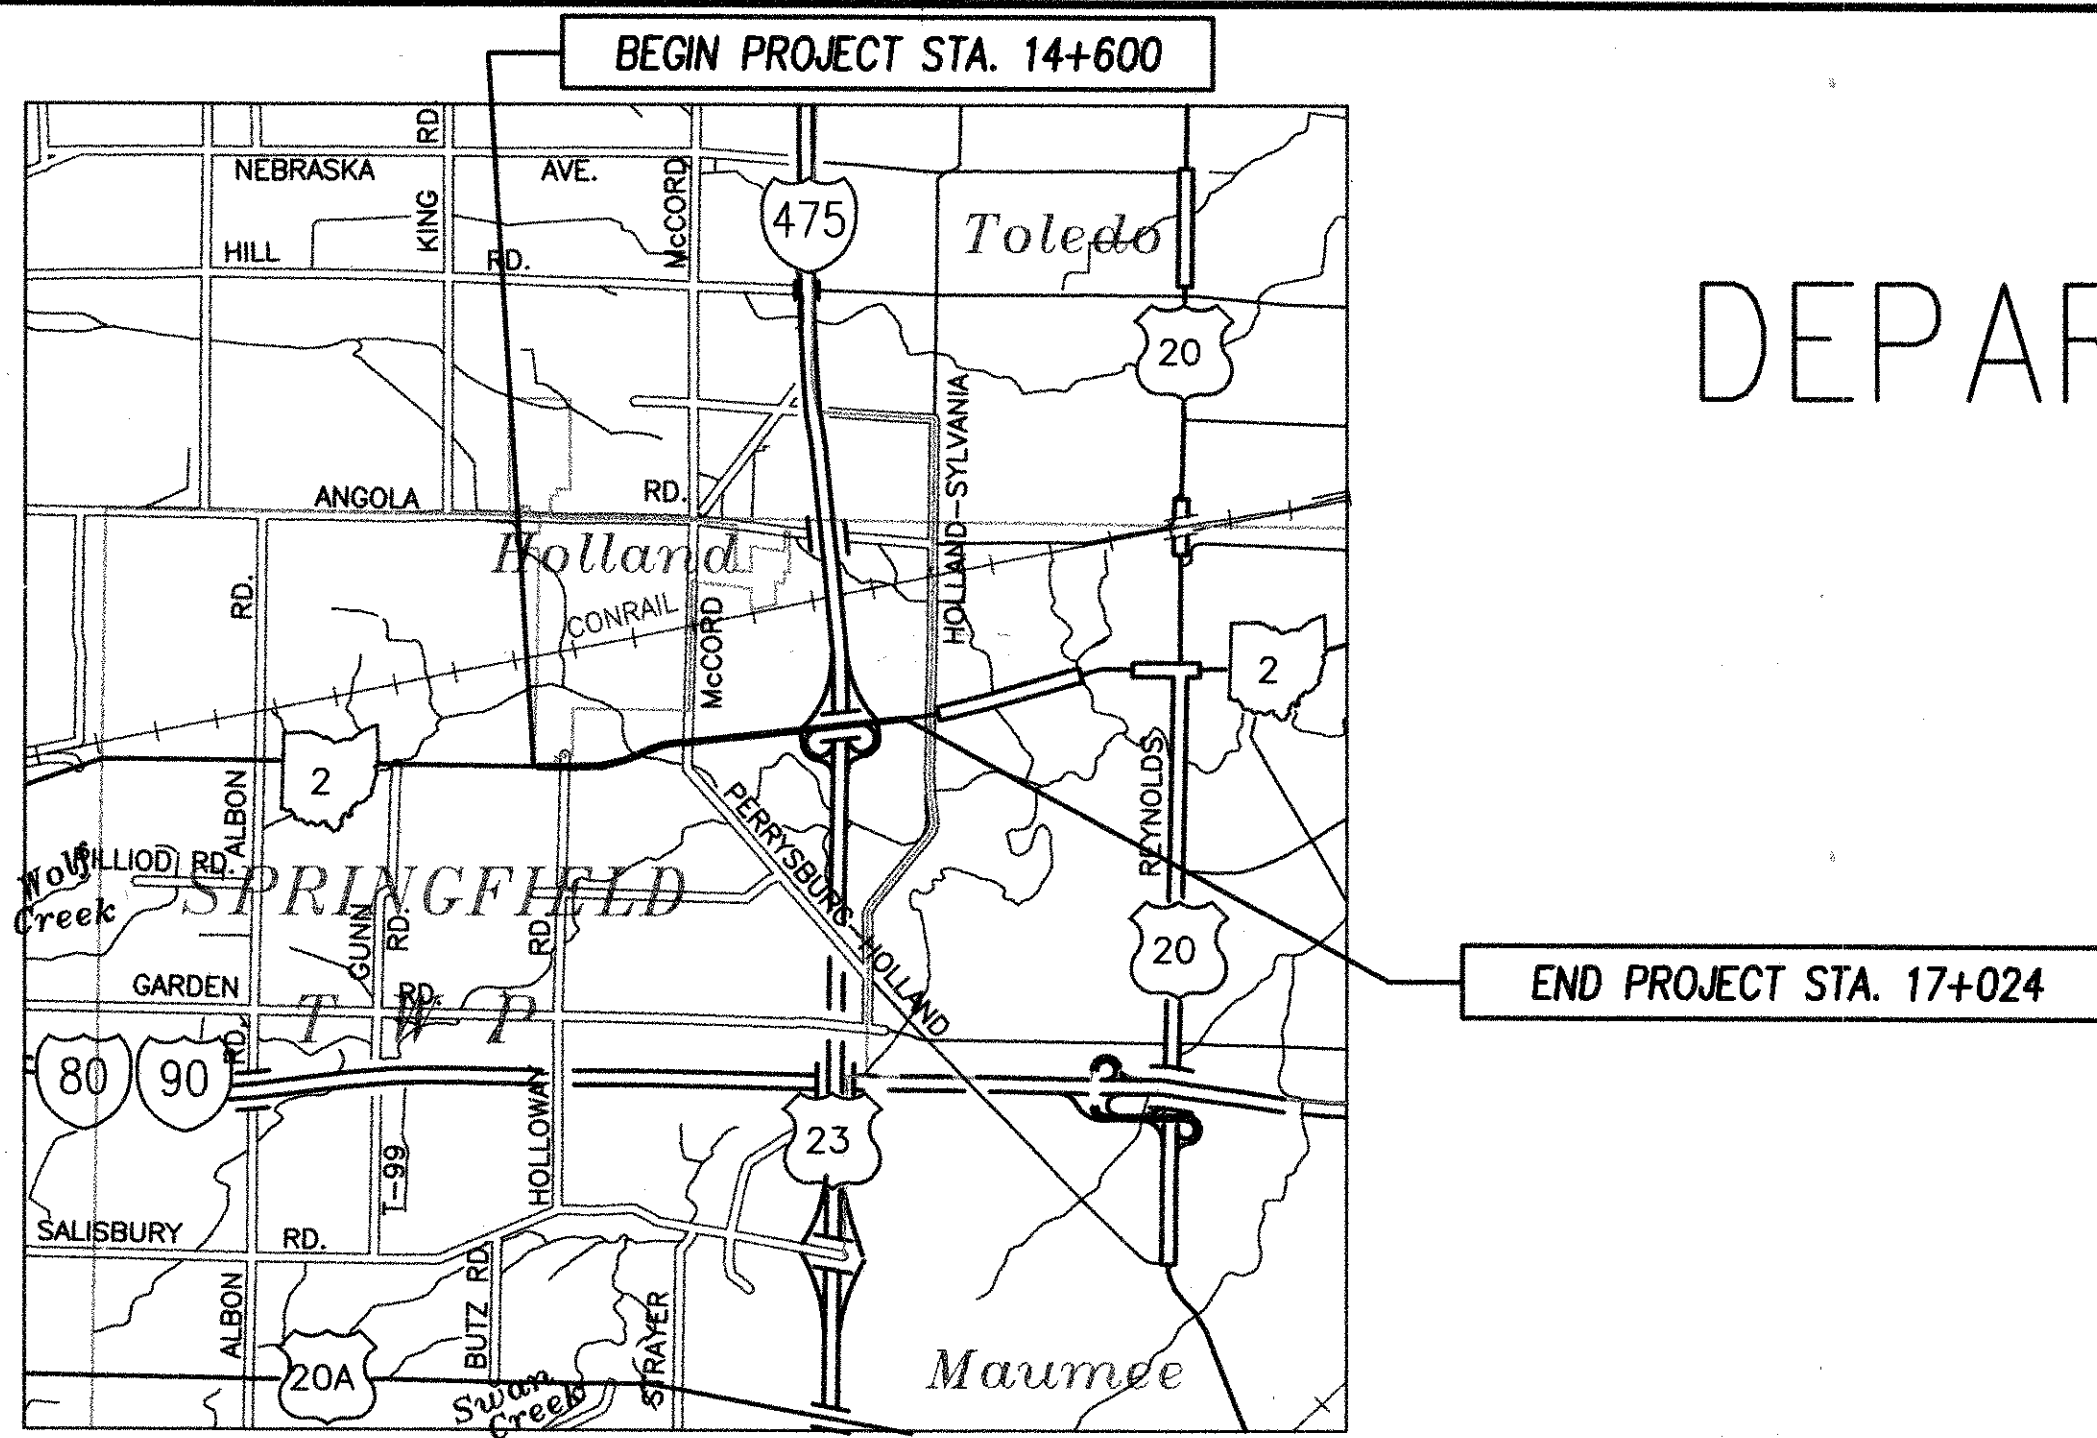 BEGIN PROJECT STA. 14+600
RD.
NEBRASKA AVE.
KING
McCORD
475
Toledo
HILL RD.
20
DEPAR
HOLLAND-SYLVANIA
ANGOLA RD.
Holland
RD.
CONRAIL
McCORD
2
2
ALBON
REYNOLDS
PERRYSBURG-HOLLAND
Wolf
Creek
RD.
SPRINGFIELD
GUNN
RD.
RD.
20
END PROJECT STA. 17+024
GARDEN RD.
T W P
RD.
80
90
HOLLOWAY
23
T-99
SALISBURY RD.
ALBON
BUTZ RD.
STRAYER
20A
Swan
Creek
Maumee